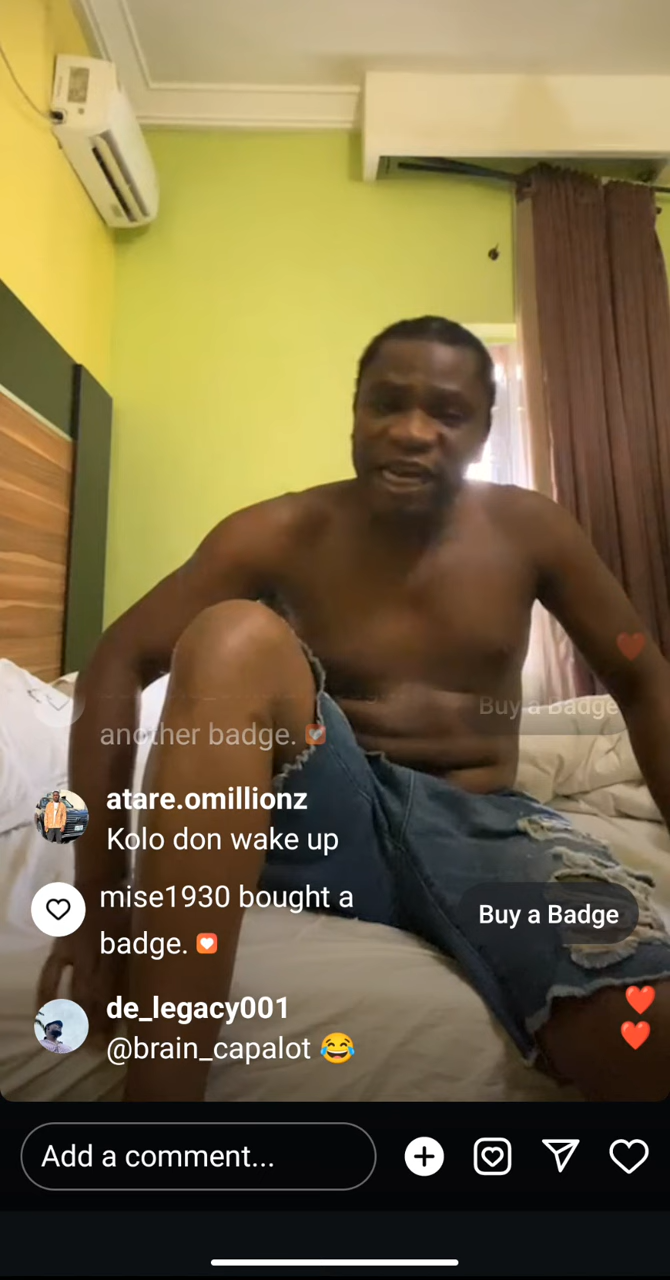 Buy a Badge
another badge.
atare.omillionz
Kolo don wake up
mise1930 bought a
badge.
Buy a Badge
de_legacy001
@brain_capalot 😂
Add a comment...